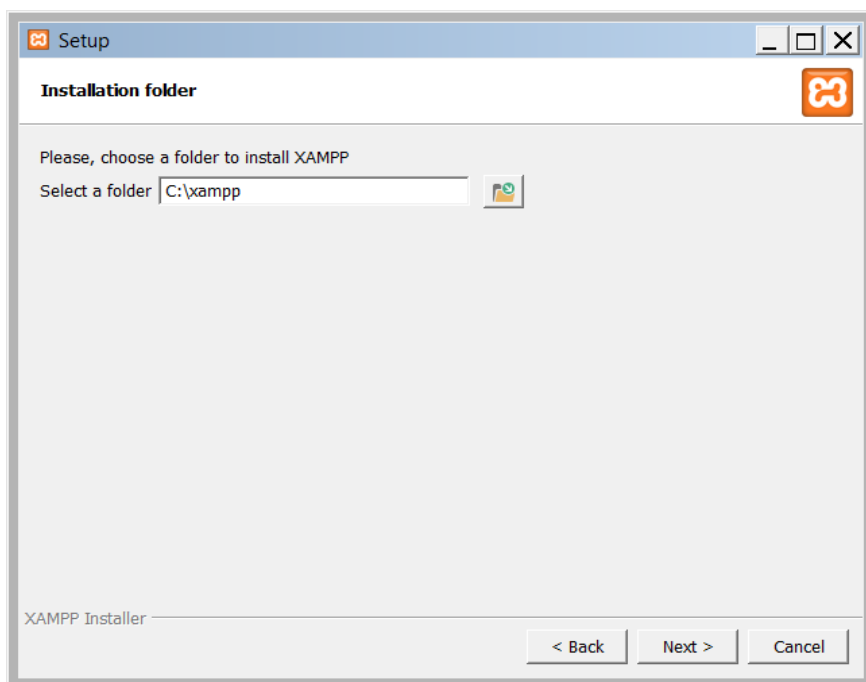 Setup
Installation folder
Please, choose a folder to install XAMPP
Select a folder C:\xampp
XAMPP Installer
< Back Next > Cancel